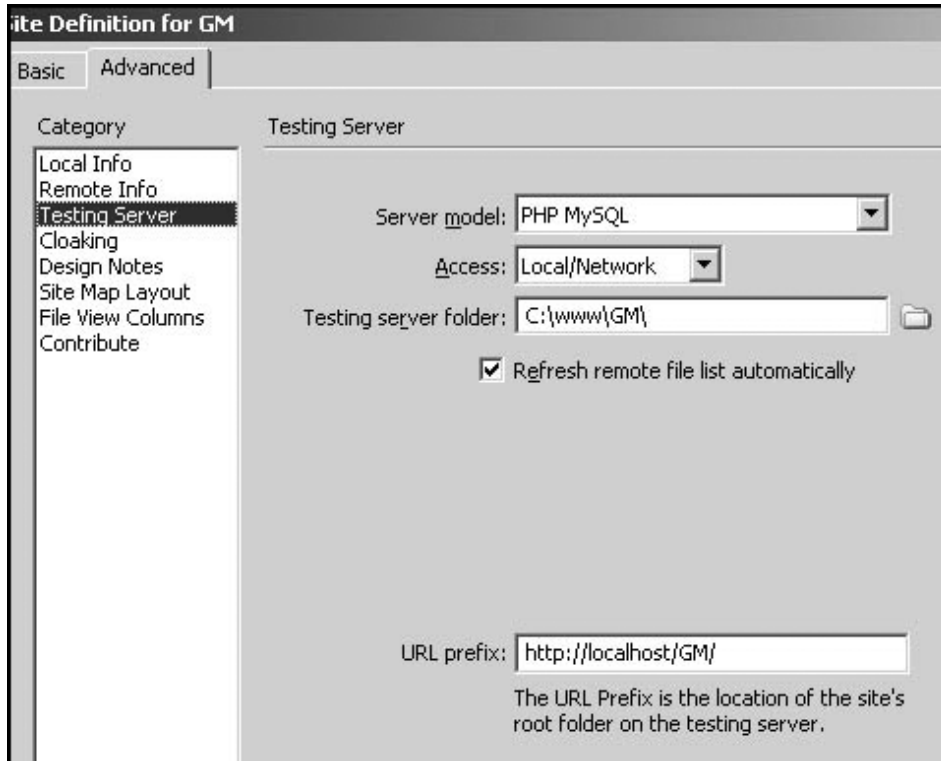 ite Definition for GM
Basic
Advanced
Category
Local Info
Remote Info
Testing Server
Cloaking
Design Notes
Site Map Layout
File View Columns
Contribute
Testing Server
Server model: PHP MySQL
Access: Local/Network
Testing server folder: C:\www\GM\
Refresh remote file list automatically
URL prefix: http://localhost/GM/
The URL Prefix is the location of the site's
root folder on the testing server.